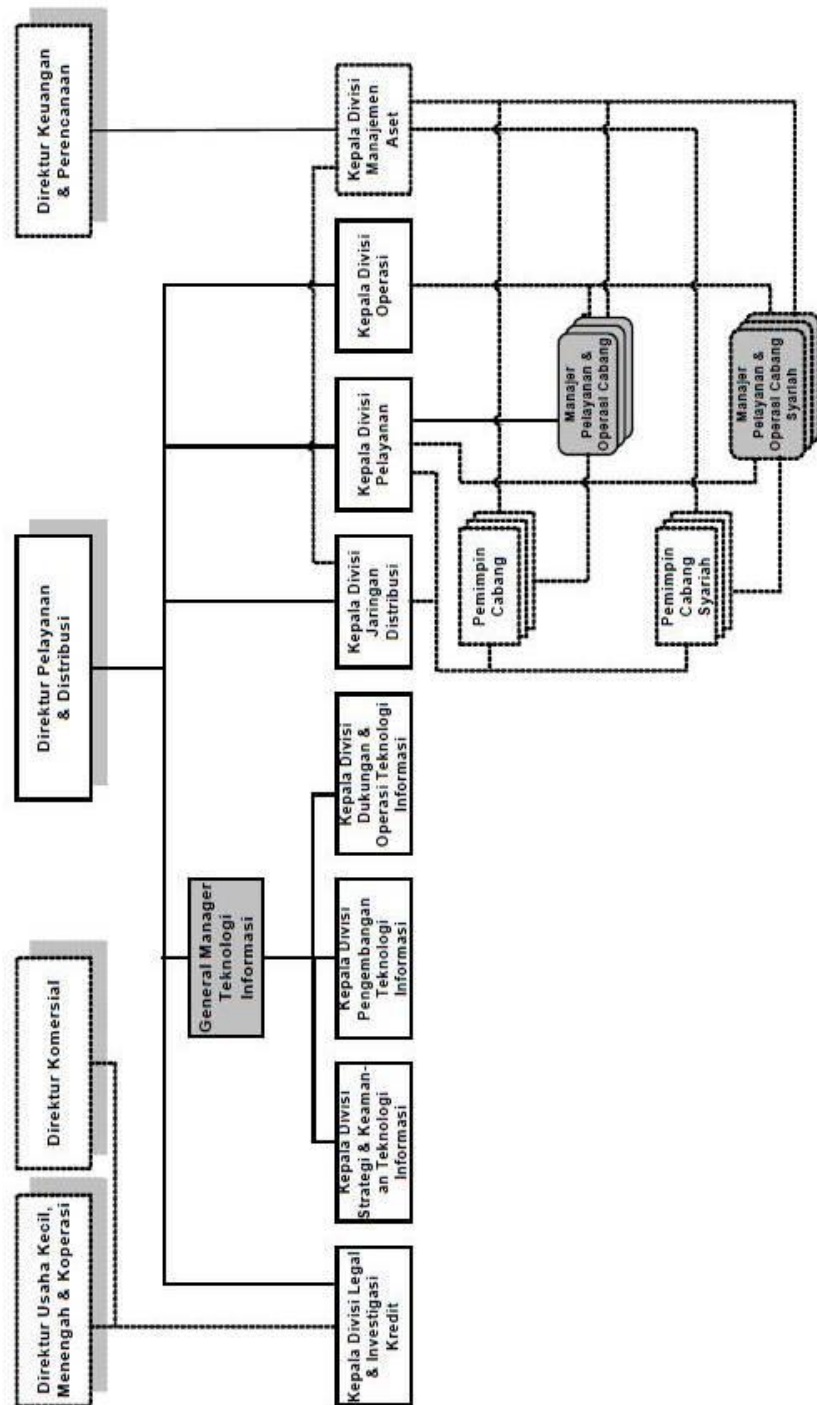 Direktur Usaha Kecil,
Menengah & Koperasi
Direktur Komersial
Direktur Pelayanan
& Distribusi
Direktur Keuangan
& Perencanaan
General Manager
Teknologi
Informasi
Kepala Divisi Legal
& Investigasi
Kredit
Kepala Divisi
Strategi & Keaman-
an Teknologi
Informasi
Kepala Divisi
Pengembangan
Teknologi
Informasi
Kepala Divisi
Dukungan &
Operasi Teknologi
Informasi
Kepala Divisi
Jaringan
Distribusi
Kepala Divisi
Pelayanan
Kepala Divisi
Operasi
Kepala Divisi
Manajemen
Aset
Pemimpin
Cabang
Manajer
Pelayanan &
Operasi Cabang
Pemimpin
Cabang
Syariah
Manajer
Pelayanan &
Operasi Cabang
Syariah